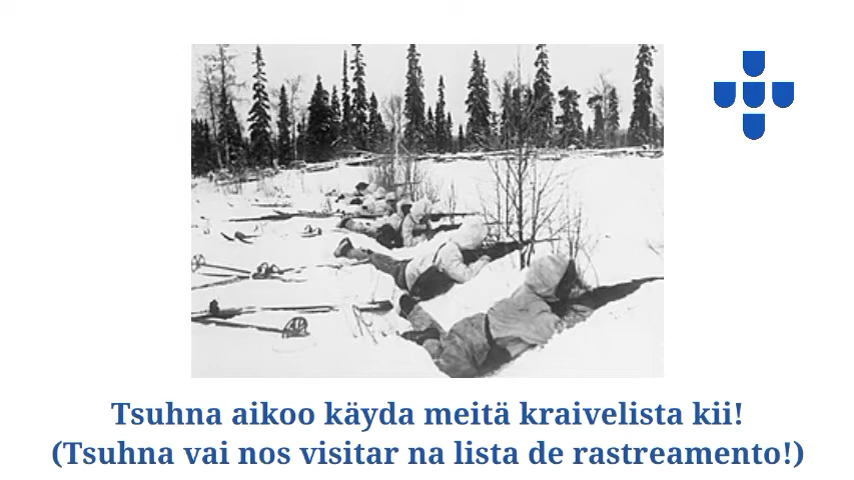 Tsuhna aikoo käyda meitä kraivelista kii!
(Tsuhna vai nos visitar na lista de rastreamento!)